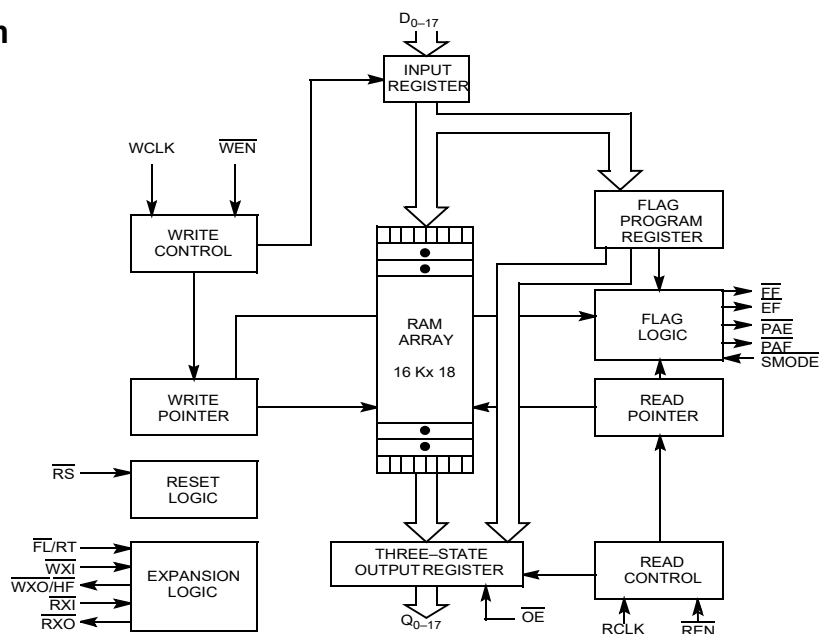 n
D0–17
INPUT
REGISTER
WCLK
WEN
WRITE
CONTROL
FLAG
PROGRAM
REGISTER
RAM
ARRAY
16 Kx 18
FLAG
LOGIC
FF
EF
PAE
PAF
SMODE
WRITE
POINTER
READ
POINTER
RS
RESET
LOGIC
FL/RT
WXI
WXO/HF
RXI
RXO
EXPANSION
LOGIC
THREE–STATE
OUTPUT REGISTER
READ
CONTROL
Q0–17
OE
RCLK
REN